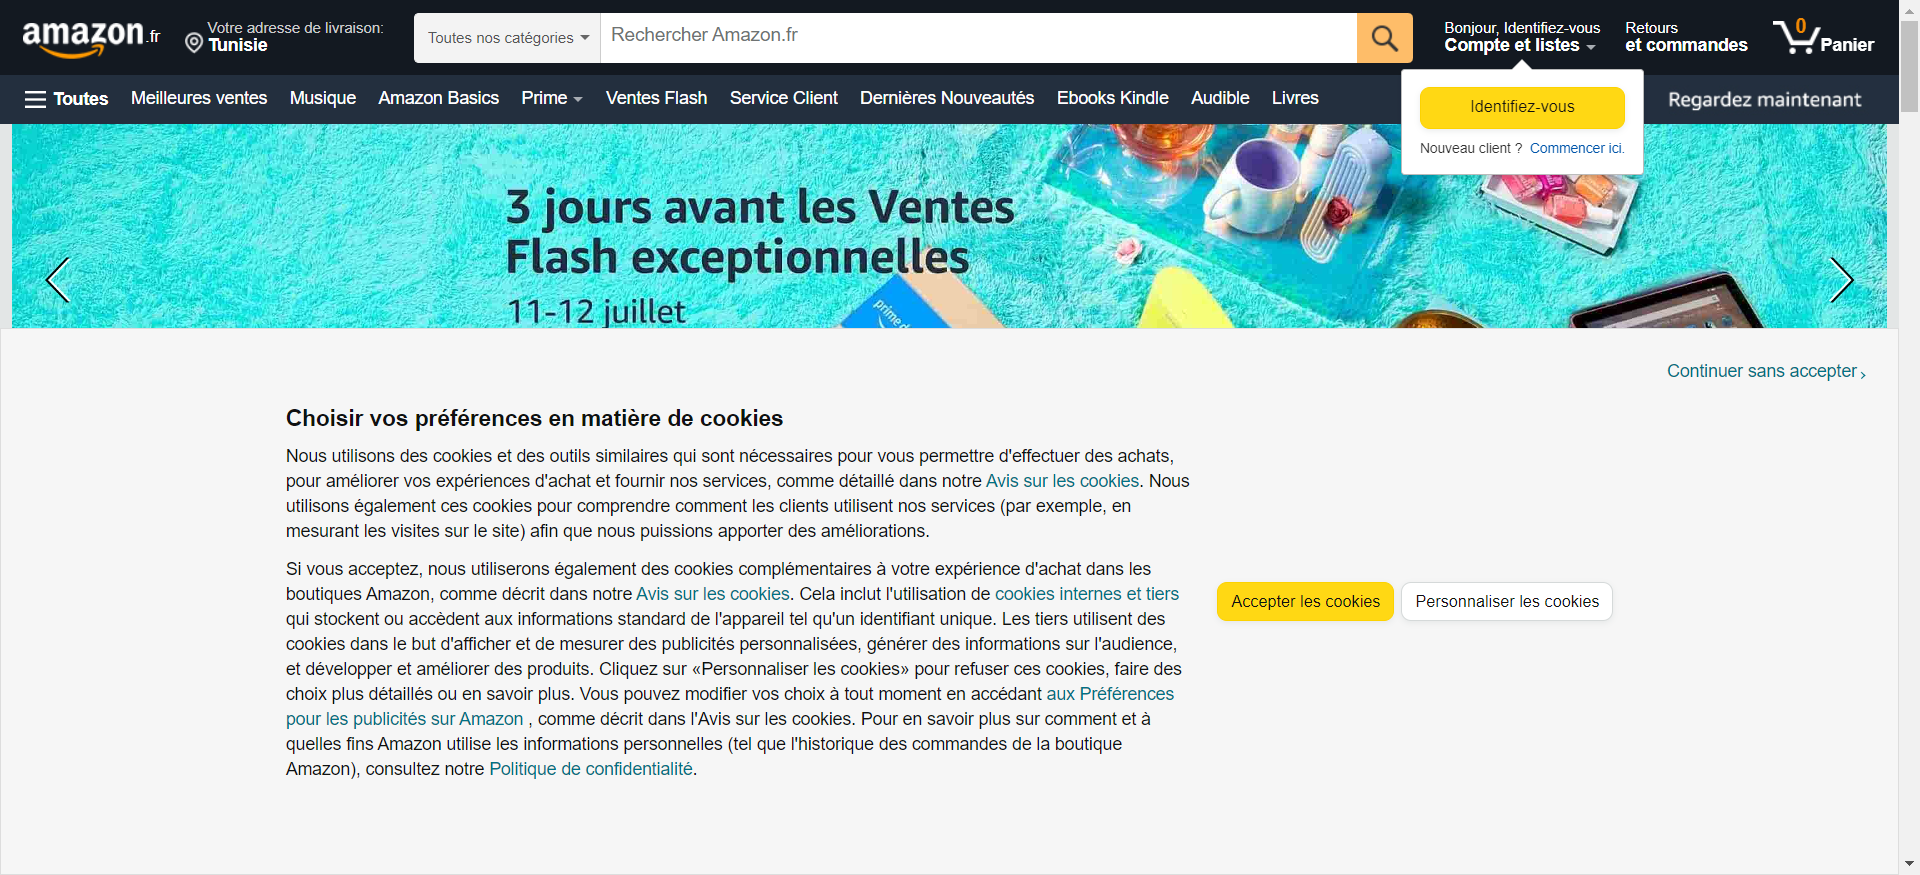 amazon.fr
Votre adresse de livraison:
Tunisie
Toutes nos catégories
Rechercher Amazon.fr
Bonjour, Identifiez-vous
Compte et listes
Retours
et commandes
0
Panier
Toutes
Meilleures ventes
Musique
Amazon Basics
Prime
Ventes Flash
Service Client
Dernières Nouveautés
Ebooks Kindle
Audible
Livres
Regardez maintenant
Identifiez-vous
Nouveau client ? Commencer ici.
3 jours avant les Ventes
Flash exceptionnelles
11-12 juillet
Continuer sans accepter ›
Choisir vos préférences en matière de cookies
Nous utilisons des cookies et des outils similaires qui sont nécessaires pour vous permettre d'effectuer des achats,
pour améliorer vos expériences d'achat et fournir nos services, comme détaillé dans notre Avis sur les cookies. Nous
utilisons également ces cookies pour comprendre comment les clients utilisent nos services (par exemple, en
mesurant les visites sur le site) afin que nous puissions apporter des améliorations.
Si vous acceptez, nous utiliserons également des cookies complémentaires à votre expérience d'achat dans les
boutiques Amazon, comme décrit dans notre Avis sur les cookies. Cela inclut l'utilisation de cookies internes et tiers
qui stockent ou accèdent aux informations standard de l'appareil tel qu'un identifiant unique. Les tiers utilisent des
cookies dans le but d'afficher et de mesurer des publicités personnalisées, générer des informations sur l'audience,
et développer et améliorer des produits. Cliquez sur «Personnaliser les cookies» pour refuser ces cookies, faire des
choix plus détaillés ou en savoir plus. Vous pouvez modifier vos choix à tout moment en accédant aux Préférences
pour les publicités sur Amazon , comme décrit dans l'Avis sur les cookies. Pour en savoir plus sur comment et à
quelles fins Amazon utilise les informations personnelles (tel que l'historique des commandes de la boutique
Amazon), consultez notre Politique de confidentialité.
Accepter les cookies
Personnaliser les cookies